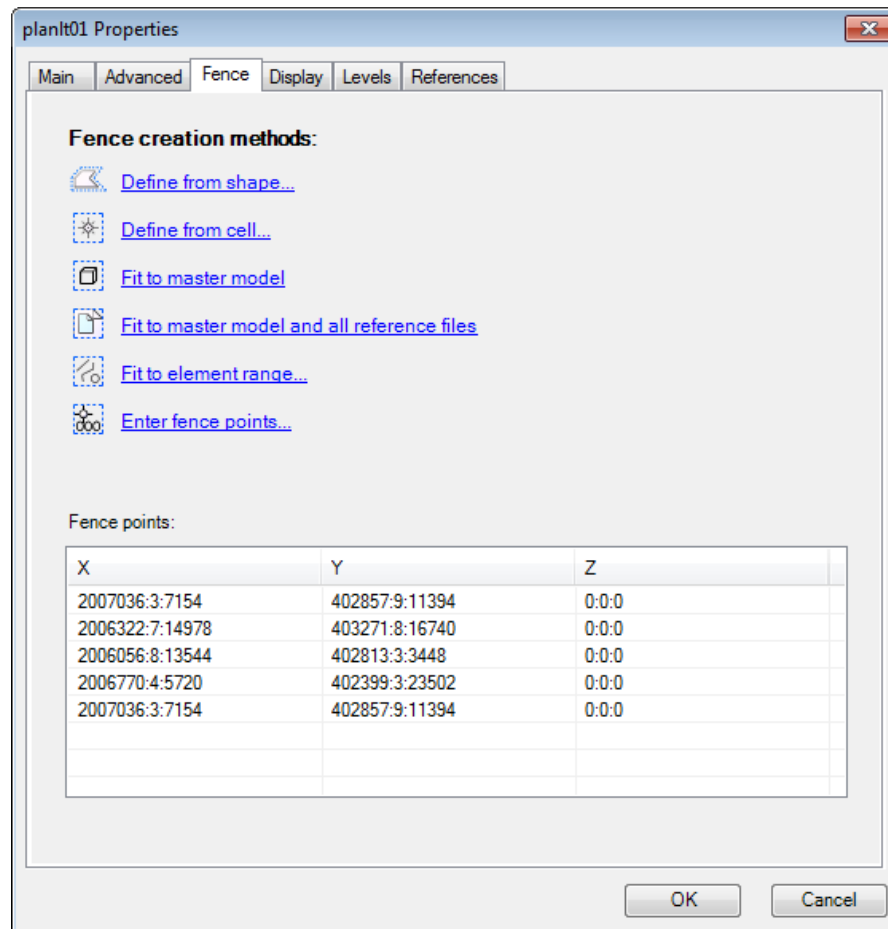 planIt01 Properties
Main Advanced Fence Display Levels References
Fence creation methods:
Define from shape...
Define from cell...
Fit to master model
Fit to master model and all reference files
Fit to element range...
Enter fence points...
Fence points:
X Y Z
2007036:3:7154 402857:9:11394 0:0:0
2006322:7:14978 403271:8:16740 0:0:0
2006056:8:13544 402813:3:3448 0:0:0
2006770:4:5720 402399:3:23502 0:0:0
2007036:3:7154 402857:9:11394 0:0:0
OK Cancel